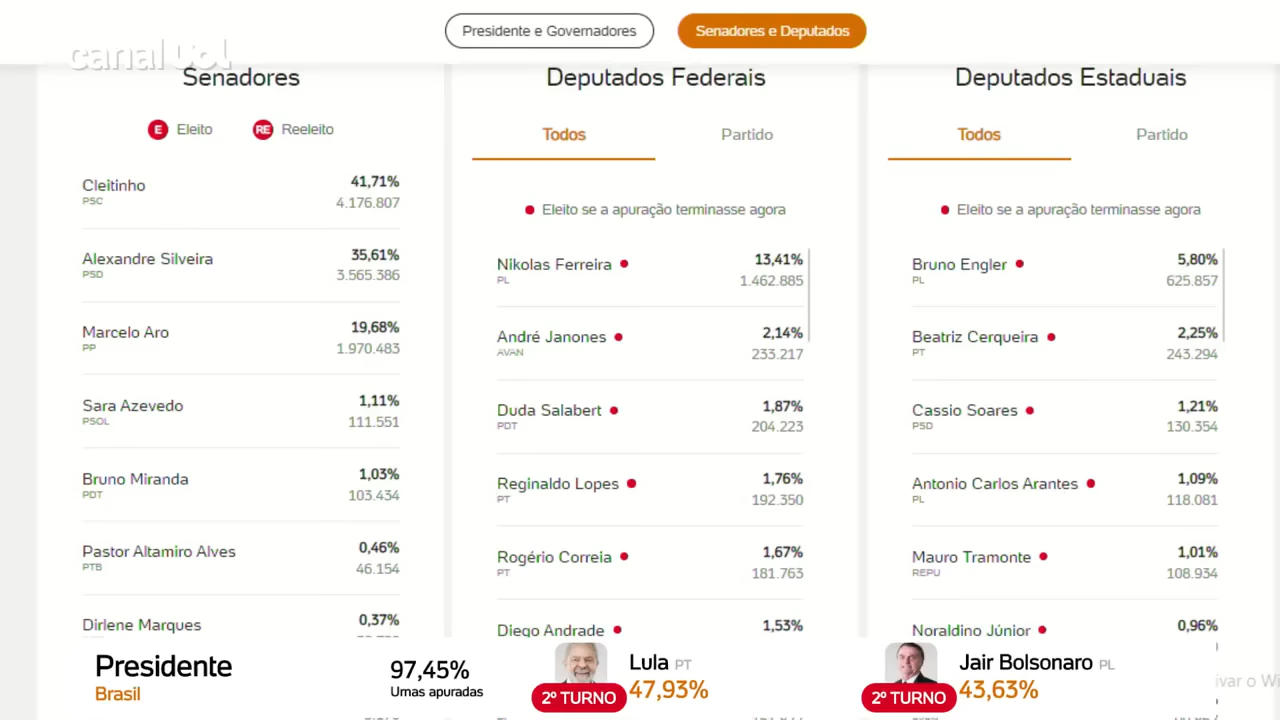 Presidente e Governadores
Senadores e Deputados
canal UOL
Senadores
E Eleito
RE Reeleito
Cleitinho 41,71%
PSC 4.176.807
Alexandre Silveira 35,61%
PSD 3.565.386
Marcelo Aro 19,68%
PP 1.970.483
Sara Azevedo 1,11%
PSOL 111.551
Bruno Miranda 1,03%
PDT 103.434
Pastor Altamiro Alves 0,46%
PTB 46.154
Dirlene Marques 0,37%
Deputados Federais
Todos
Partido
Eleito se a apuração terminasse agora
Nikolas Ferreira 13,41%
PL 1.462.885
André Janones 2,14%
AVAN 233.217
Duda Salabert 1,87%
PDT 204.223
Reginaldo Lopes 1,76%
PT 192.350
Rogério Correia 1,67%
PT 181.763
Diego Andrade 1,53%
Deputados Estaduais
Todos
Partido
Eleito se a apuração terminasse agora
Bruno Engler 5,80%
PL 625.857
Beatriz Cerqueira 2,25%
PT 243.294
Cassio Soares 1,21%
PSD 130.354
Antonio Carlos Arantes 1,09%
PL 118.081
Mauro Tramonte 1,01%
REPU 108.934
Noraldino Júnior 0,96%
Presidente
Brasil
97,45%
Urnas apuradas
2º TURNO
Lula PT
47,93%
2º TURNO
Jair Bolsonaro PL
43,63%
ivar o Wi